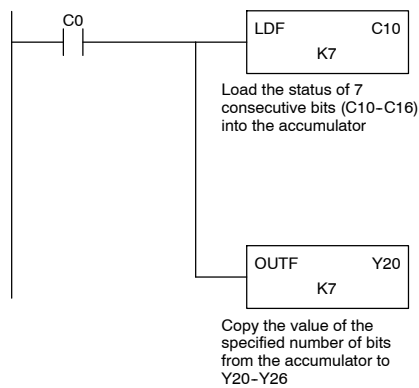 C0
LDF C10
K7
Load the status of 7
consecutive bits (C10-C16)
into the accumulator
OUTF Y20
K7
Copy the value of the
specified number of bits
from the accumulator to
Y20-Y26